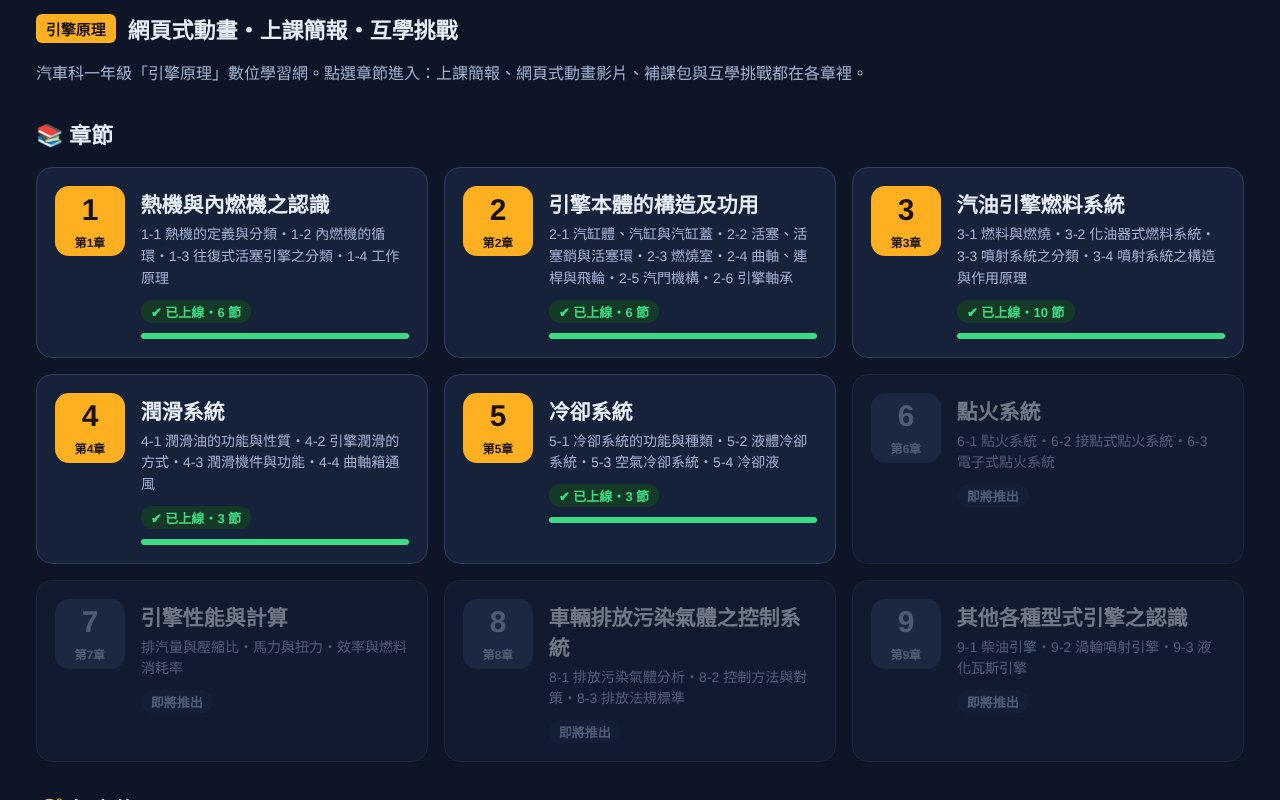 引擎原理 網頁式動畫・上課簡報・互學挑戰
汽車科一年級「引擎原理」數位學習網。點選章節進入：上課簡報、網頁式動畫影片、補課包與互學挑戰都在各章裡。
📚 章節
1
第1章
熱機與內燃機之認識
1-1 熱機的定義與分類・1-2 內燃機的循
環・1-3 往復式活塞引擎之分類・1-4 工作
原理
✔ 已上線・6 節
2
第2章
引擎本體的構造及功用
2-1 汽缸體、汽缸與汽缸蓋・2-2 活塞、活
塞銷與活塞環・2-3 燃燒室・2-4 曲軸、連
桿與飛輪・2-5 汽門機構・2-6 引擎軸承
✔ 已上線・6 節
3
第3章
汽油引擎燃料系統
3-1 燃料與燃燒・3-2 化油器式燃料系統・
3-3 噴射系統之分類・3-4 噴射系統之構造
與作用原理
✔ 已上線・10 節
4
第4章
潤滑系統
4-1 潤滑油的功能與性質・4-2 引擎潤滑的
方式・4-3 潤滑機件與功能・4-4 曲軸箱通
風
✔ 已上線・3 節
5
第5章
冷卻系統
5-1 冷卻系統的功能與種類・5-2 液體冷卻
系統・5-3 空氣冷卻系統・5-4 冷卻液
✔ 已上線・3 節
6
第6章
點火系統
6-1 點火系統・6-2 接點式點火系統・6-3
電子式點火系統
即將推出
7
第7章
引擎性能與計算
排汽量與壓縮比・馬力與扭力・效率與燃料
消耗率
即將推出
8
第8章
車輛排放污染氣體之控制系
統
8-1 排放污染氣體分析・8-2 控制方法與對
策・8-3 排放法規標準
即將推出
9
第9章
其他各種型式引擎之認識
9-1 柴油引擎・9-2 渦輪噴射引擎・9-3 液
化瓦斯引擎
即將推出